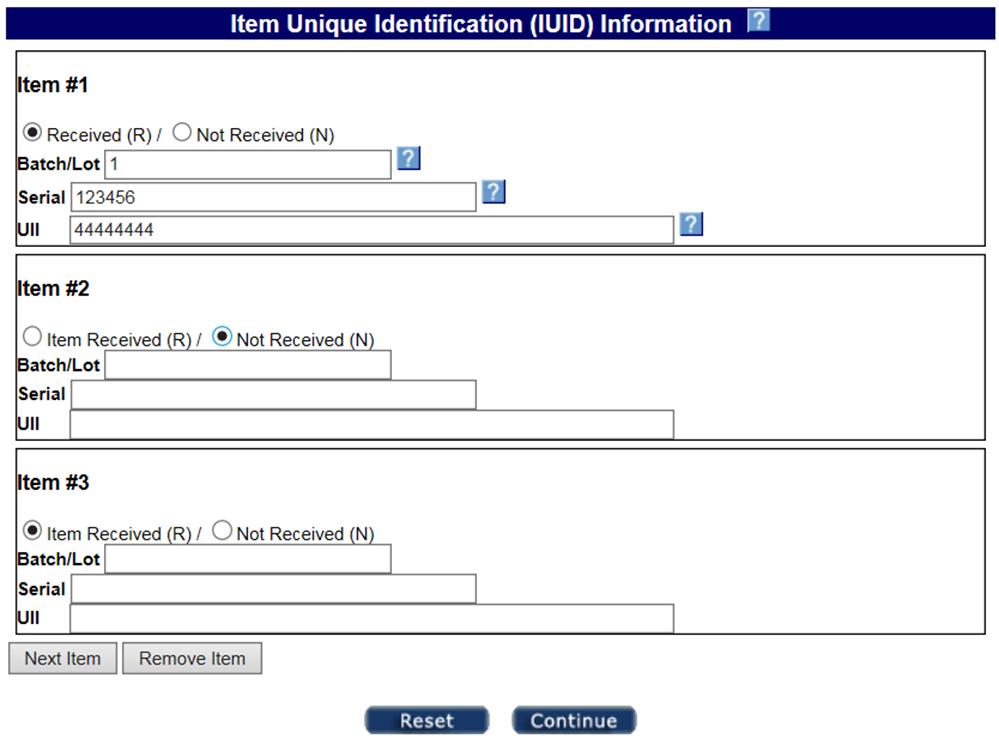 Item Unique Identification (IUID) Information ?
Item #1
Received (R) / Not Received (N)
Batch/Lot 1 ?
Serial 123456 ?
UII 44444444 ?
Item #2
Item Received (R) / Not Received (N)
Batch/Lot
Serial
UII
Item #3
Item Received (R) / Not Received (N)
Batch/Lot
Serial
UII
Next Item Remove Item
Reset Continue